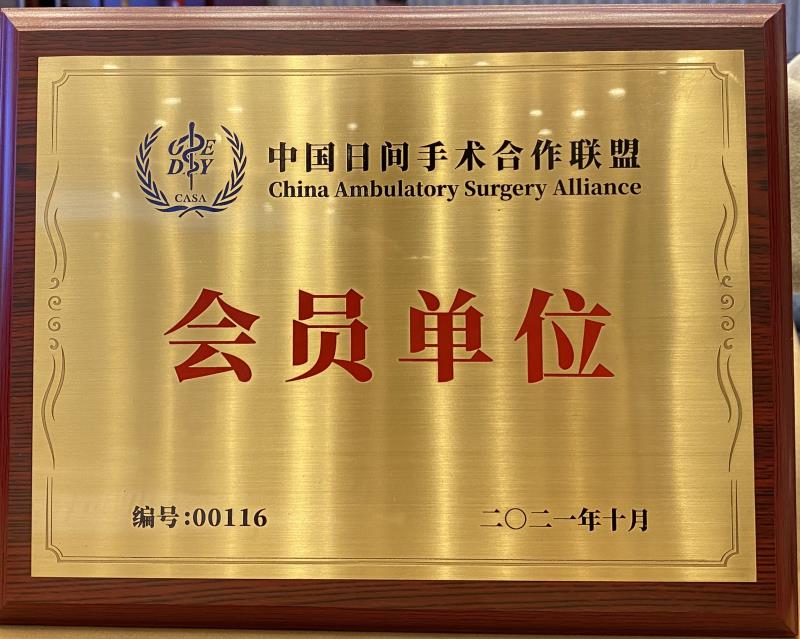 C E
D Y
CASA
中国日间手术合作联盟
China Ambulatory Surgery Alliance
会员单位
编号:00116
二〇二一年十月